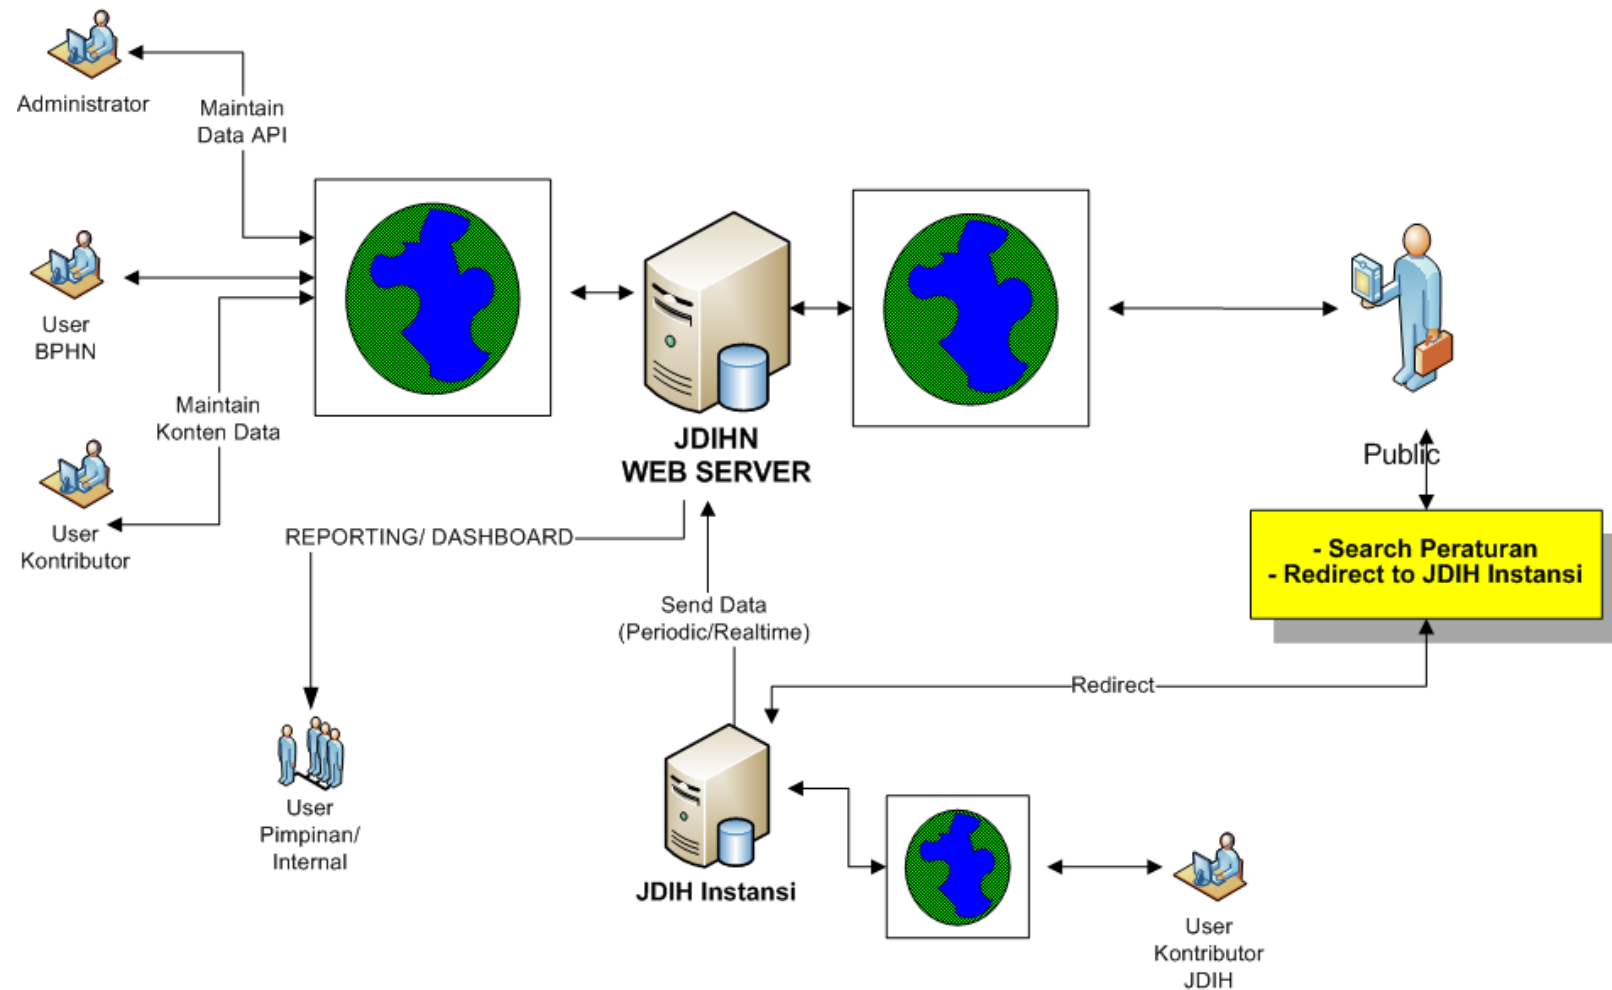 Administrator
Maintain
Data API
User
BPHN
Maintain
Konten Data
User
Kontributor
JDIHN
WEB SERVER
Public
REPORTING/ DASHBOARD
- Search Peraturan
- Redirect to JDIH Instansi
Send Data
(Periodic/Realtime)
Redirect
User
Pimpinan/
Internal
JDIH Instansi
User
Kontributor
JDIH